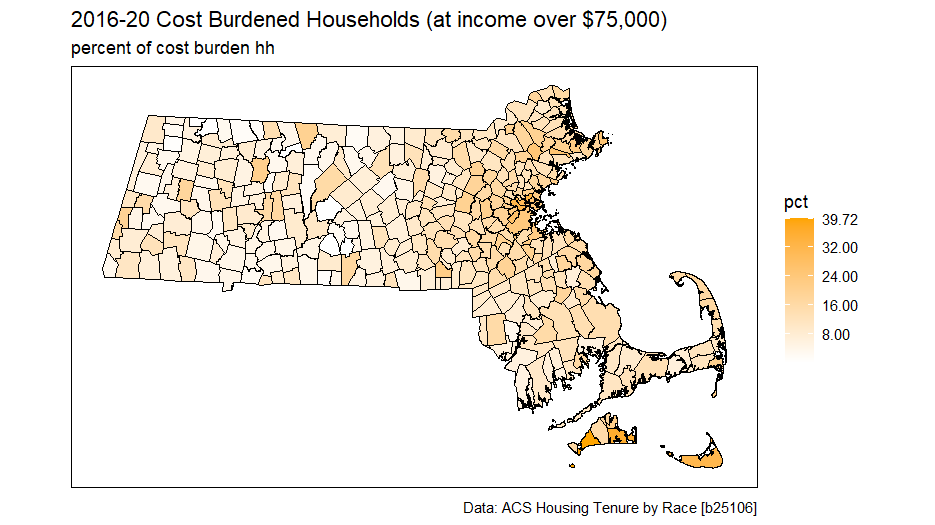 2016-20 Cost Burdened Households (at income over $75,000)
percent of cost burden hh
pct
39.72
32.00
24.00
16.00
8.00
Data: ACS Housing Tenure by Race [b25106]